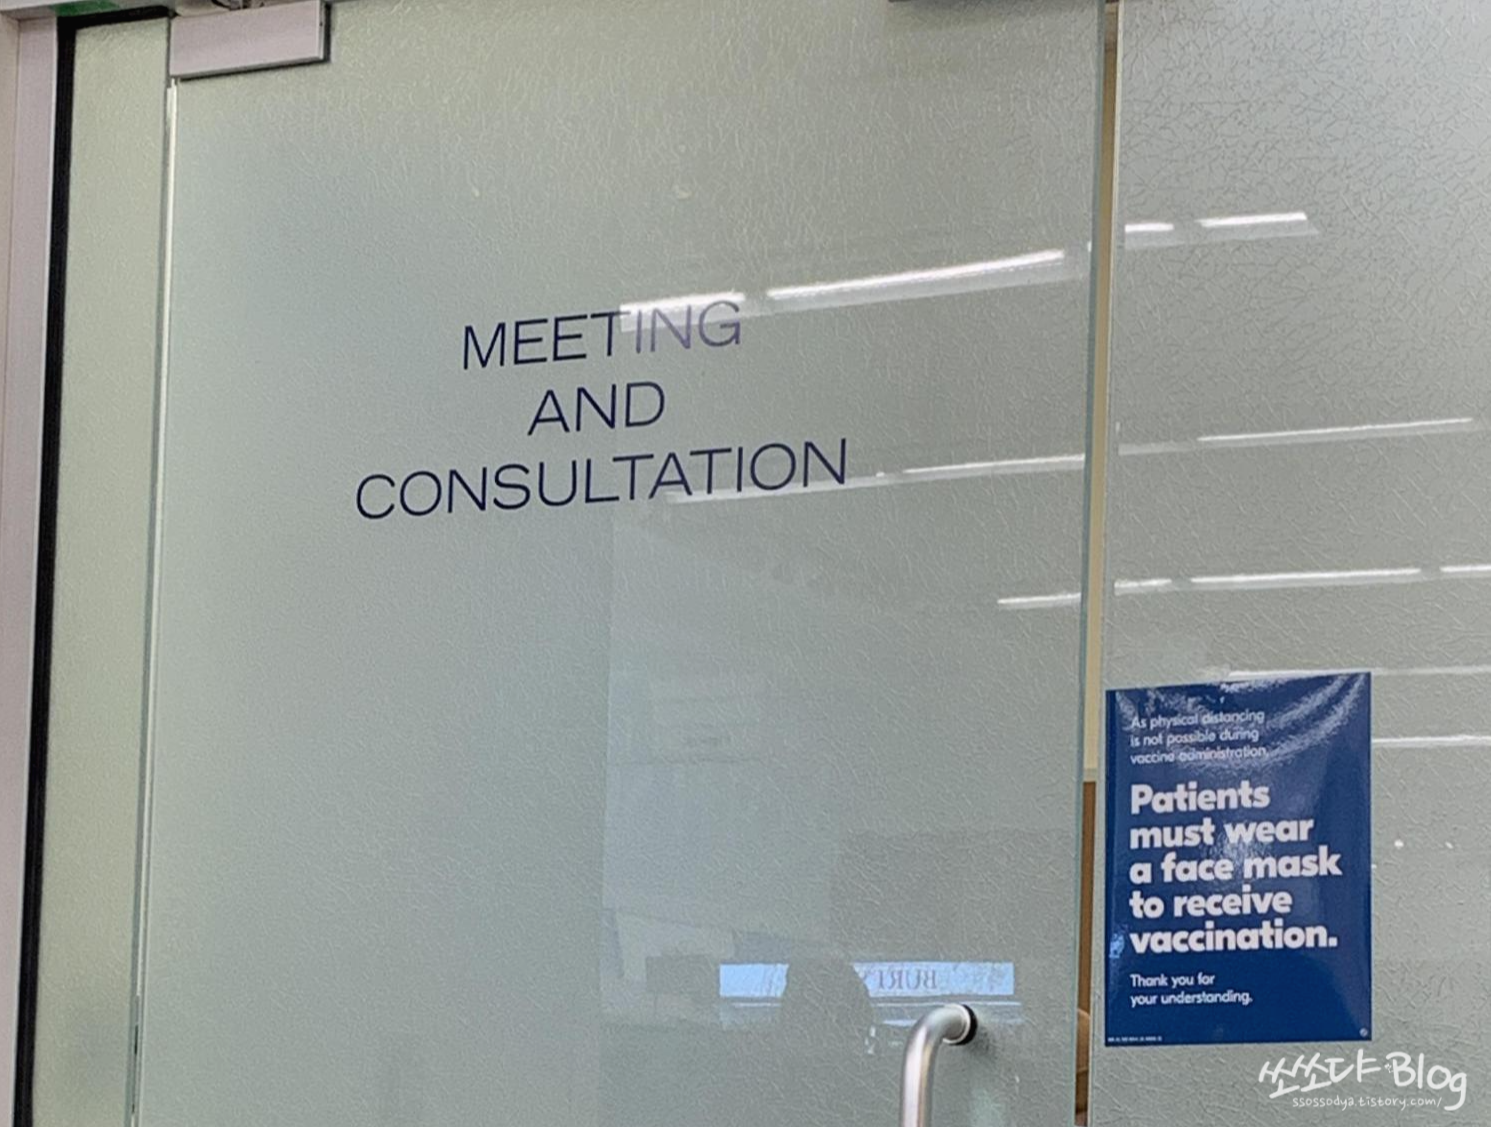 MEETING
AND
CONSULTATION
As physical distancing
is not possible during
vaccine administration,
Patients
must wear
a face mask
to receive
vaccination.
Thank you for
your understanding.
쏘쏘댜 Blog
ssossodya.tistory.com/